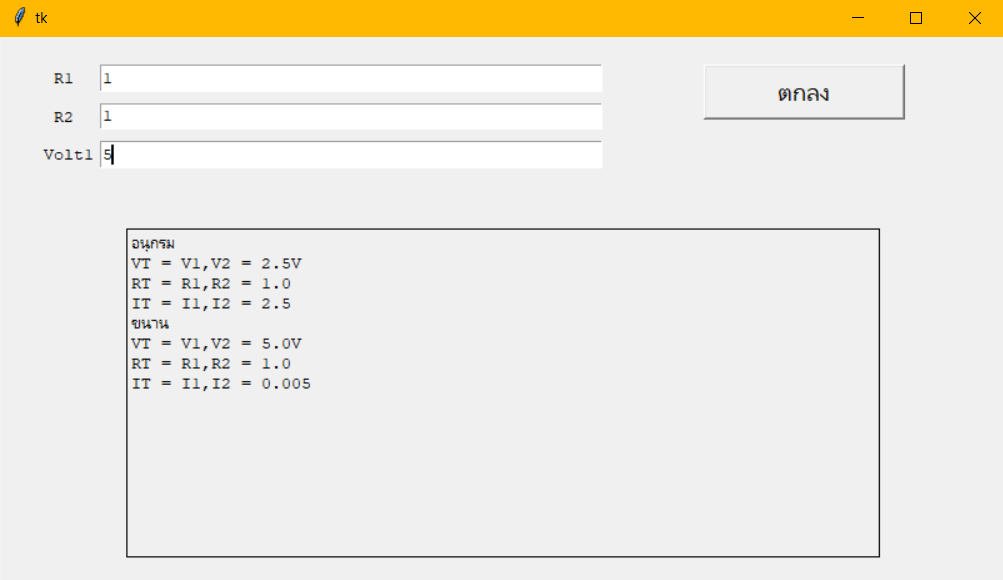 tk
R1 1
ตกลง
R2 1
Volt1 5
อนุกรม
VT = V1,V2 = 2.5V
RT = R1,R2 = 1.0
IT = I1,I2 = 2.5
ขนาน
VT = V1,V2 = 5.0V
RT = R1,R2 = 1.0
IT = I1,I2 = 0.005